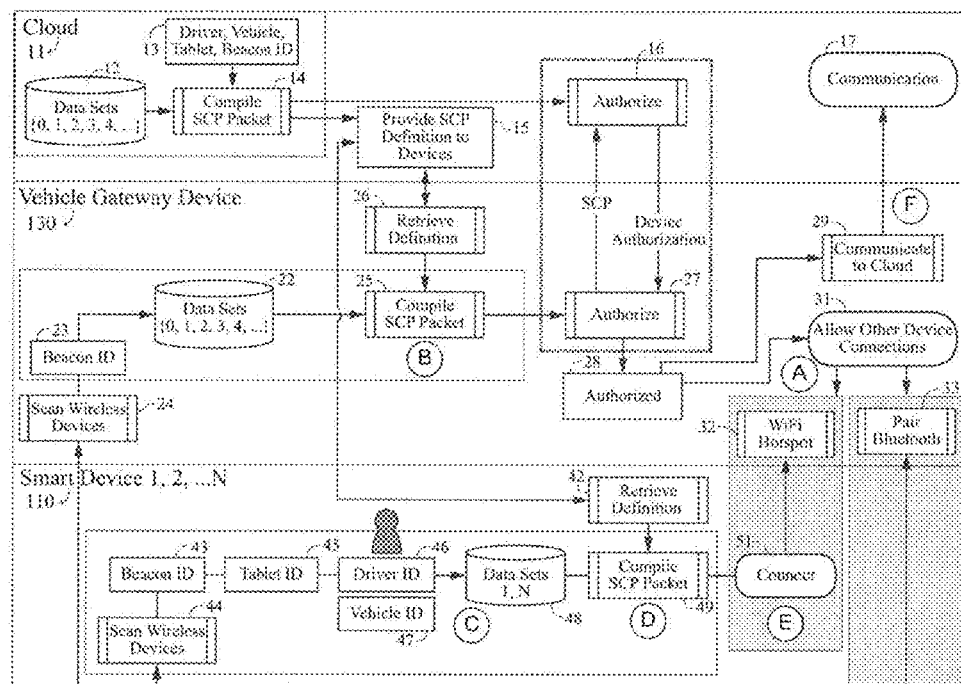 Cloud
11
12
Data Sets
{0, 1, 2, 3, 4, ...}
13
Driver, Vehicle,
Tablet, Beacon ID
14
Compile
SCP Packet
Provide SCP
Definition to
Devices
15
16
Authorize
17
Communication
Vehicle Gateway Device
130
26
Retrieve
Definition
SCP
Device
Authorization
F
29
Communicate
to Cloud
22
Data Sets
{0, 1, 2, 3, 4, ...}
23
Beacon ID
25
Compile
SCP Packet
B
27
Authorize
31
Allow Other Device
Connections
A
28
Authorized
Scan Wireless
Devices
24
32
WiFi
Hotspot
33
Pair
Bluetooth
Smart Device 1, 2, ...N
110
42
Retrieve
Definition
43
Beacon ID
45
Tablet ID
46
Driver ID
Vehicle ID
47
44
Scan Wireless
Devices
Data Sets
1, N
48
C
Compile
SCP Packet
49
D
51
Connect
E